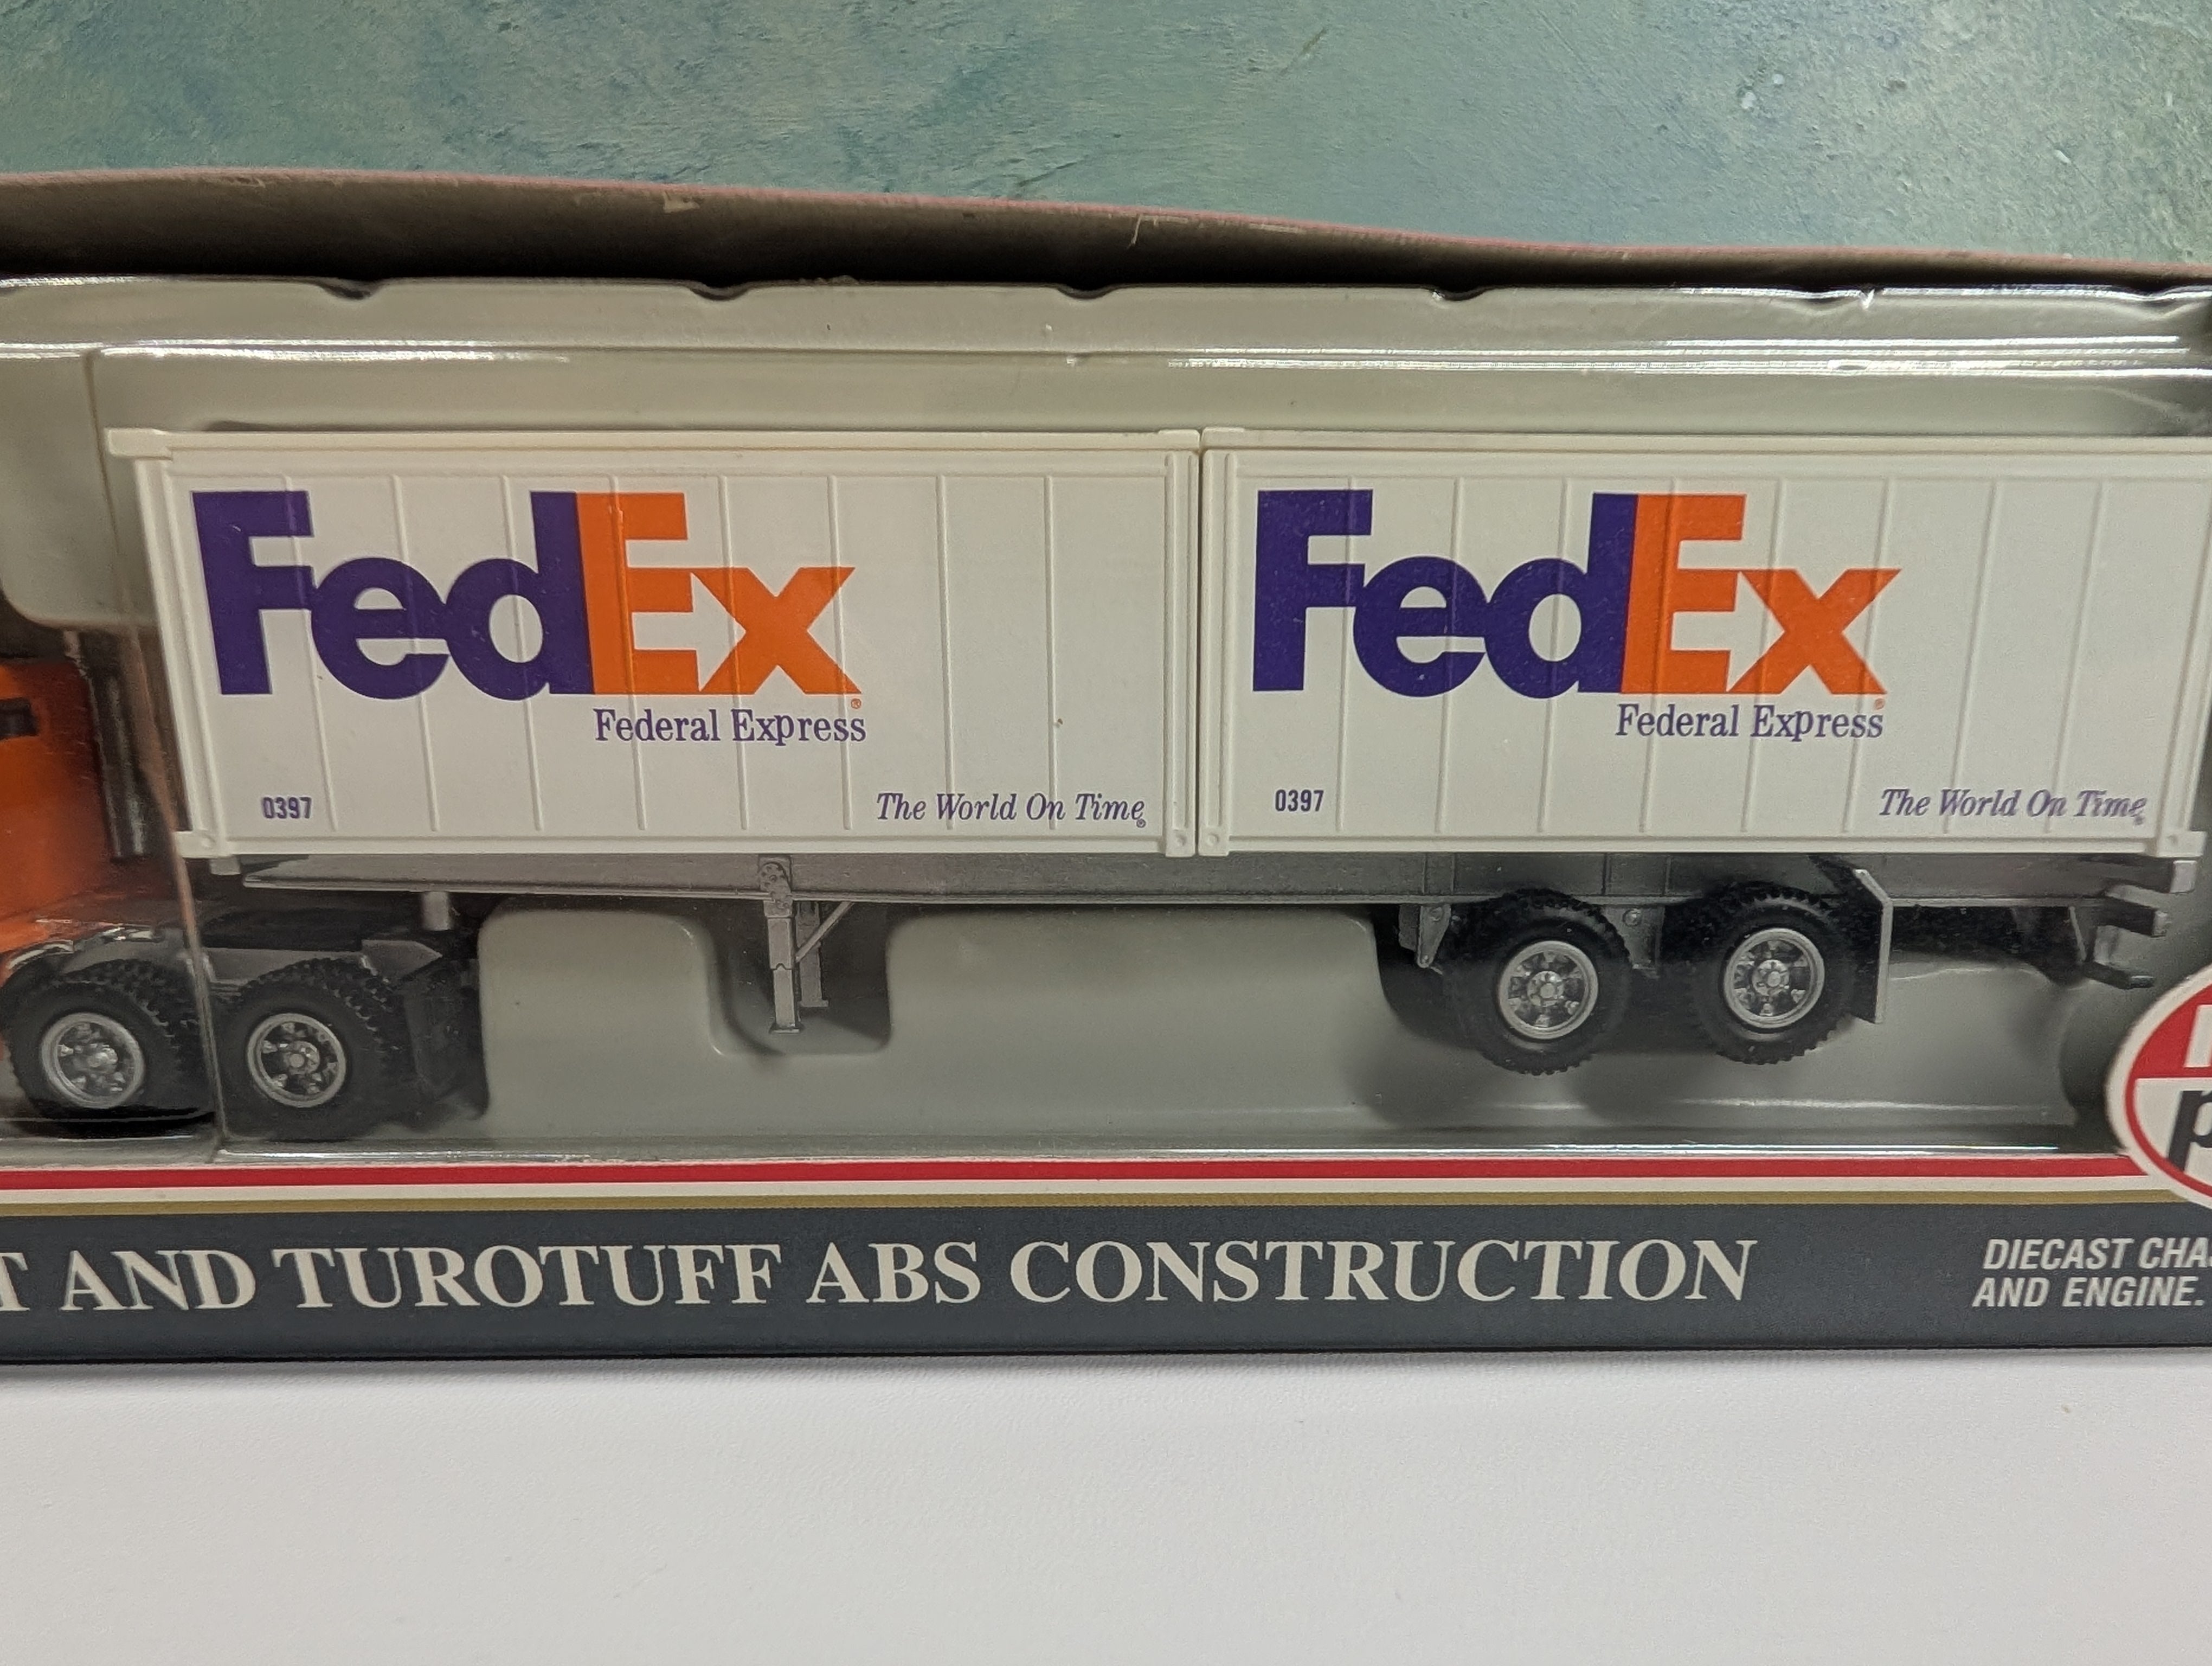 FedEx
®
Federal Express
0397
The World On Time®
FedEx
®
Federal Express
0397
The World On Time®
AND TUROTUFF ABS CONSTRUCTION
DIECAST
AND ENGINE.